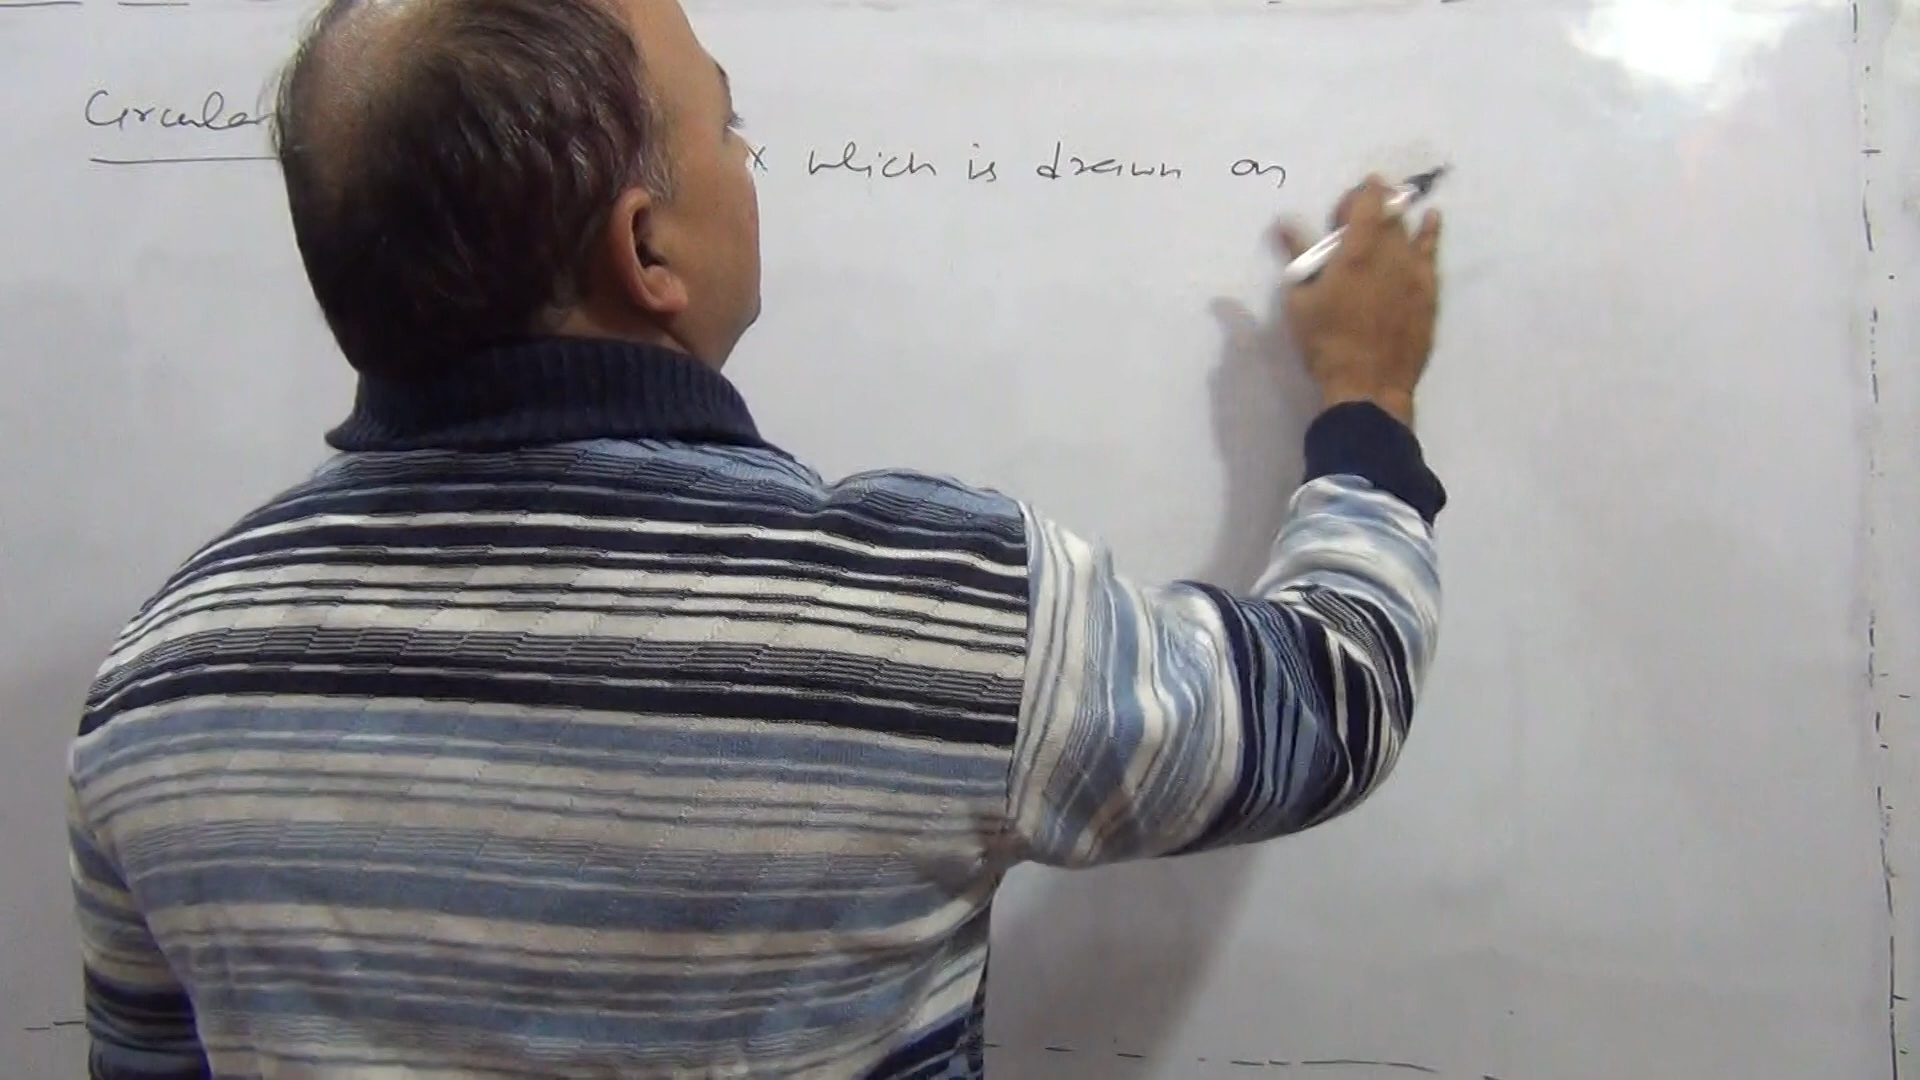 Circular
x which is drawn on